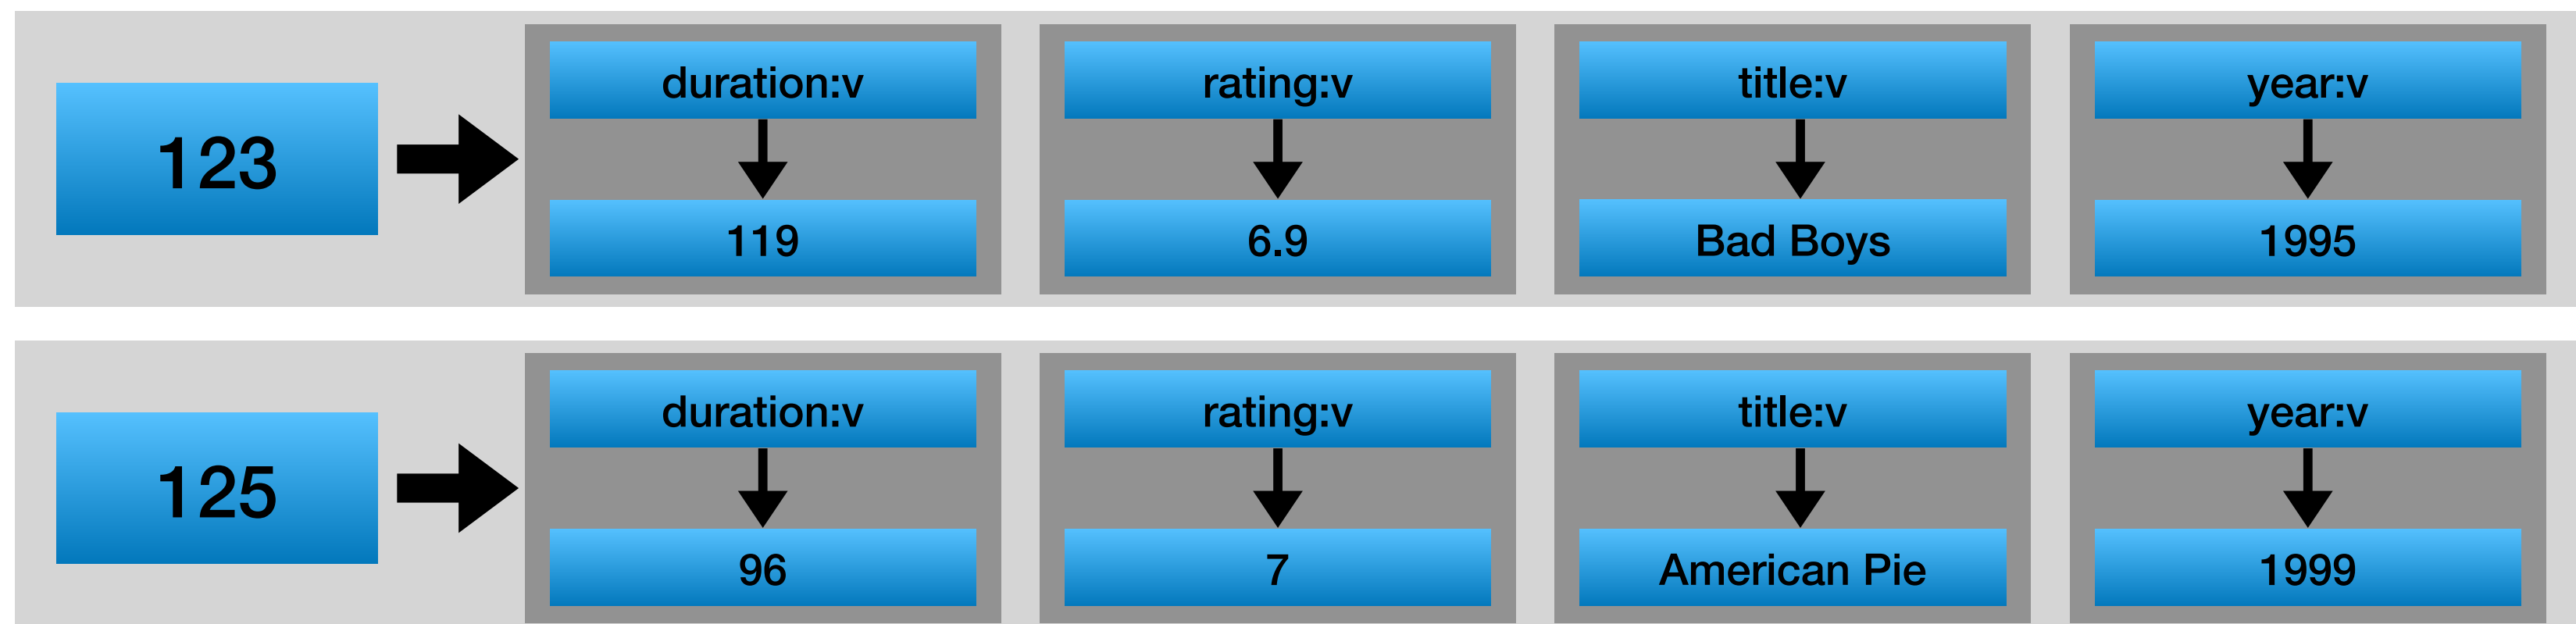 123
duration:v
rating:v
title:v
year:v
119
6.9
Bad Boys
1995
125
duration:v
rating:v
title:v
year:v
96
7
American Pie
1999